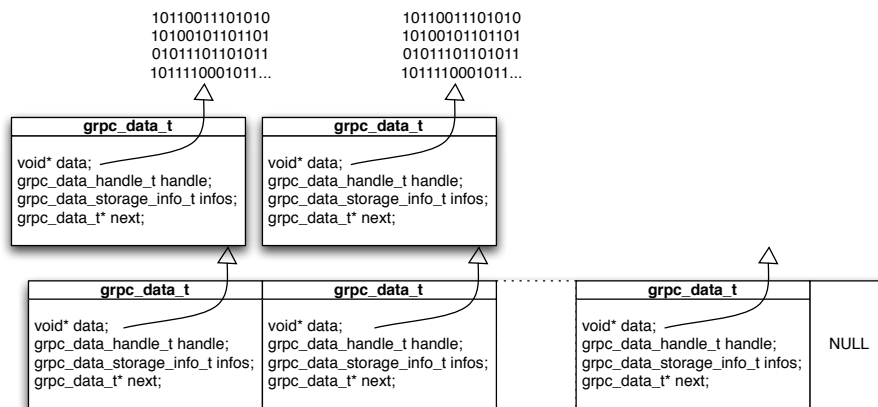 10110011101010
10100101101101
01011101101011
1011110001011...
10110011101010
10100101101101
01011101101011
1011110001011...
grpc_data_t
void* data;
grpc_data_handle_t handle;
grpc_data_storage_info_t infos;
grpc_data_t* next;
grpc_data_t
void* data;
grpc_data_handle_t handle;
grpc_data_storage_info_t infos;
grpc_data_t* next;
grpc_data_t
void* data;
grpc_data_handle_t handle;
grpc_data_storage_info_t infos;
grpc_data_t* next;
grpc_data_t
void* data;
grpc_data_handle_t handle;
grpc_data_storage_info_t infos;
grpc_data_t* next;
grpc_data_t
void* data;
grpc_data_handle_t handle;
grpc_data_storage_info_t infos;
grpc_data_t* next;
NULL